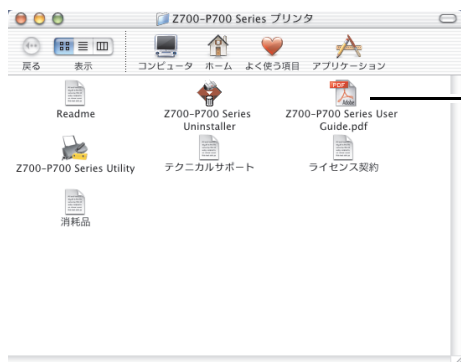 Z700-P700 Series プリンタ
戻る
表示
コンピュータ
ホーム
よく使う項目
アプリケーション
Readme
Z700-P700 Series
Uninstaller
PDF
Adobe
Z700-P700 Series User
Guide.pdf
Z700-P700 Series Utility
テクニカルサポート
ライセンス契約
消耗品